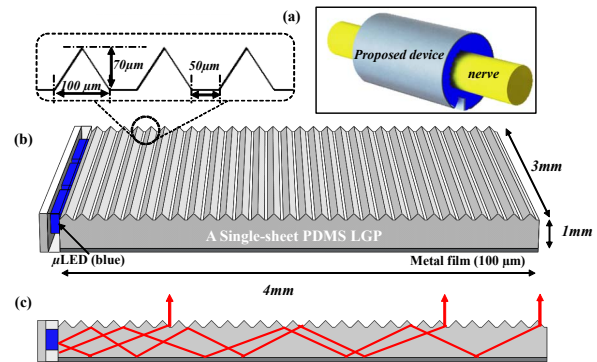 (a)
70μm
50μm
100 μm
Proposed device
nerve
(b)
3mm
1mm
A Single-sheet PDMS LGP
μLED (blue)
Metal film (100 μm)
4mm
(c)